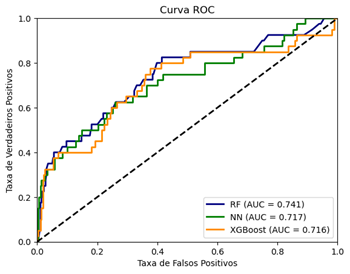 Curva ROC
Taxa de Verdadeiros Positivos
1.0
0.8
0.6
0.4
0.2
0.0
RF (AUC = 0.741)
NN (AUC = 0.717)
XGBoost (AUC = 0.716)
0.0 0.2 0.4 0.6 0.8 1.0
Taxa de Falsos Positivos